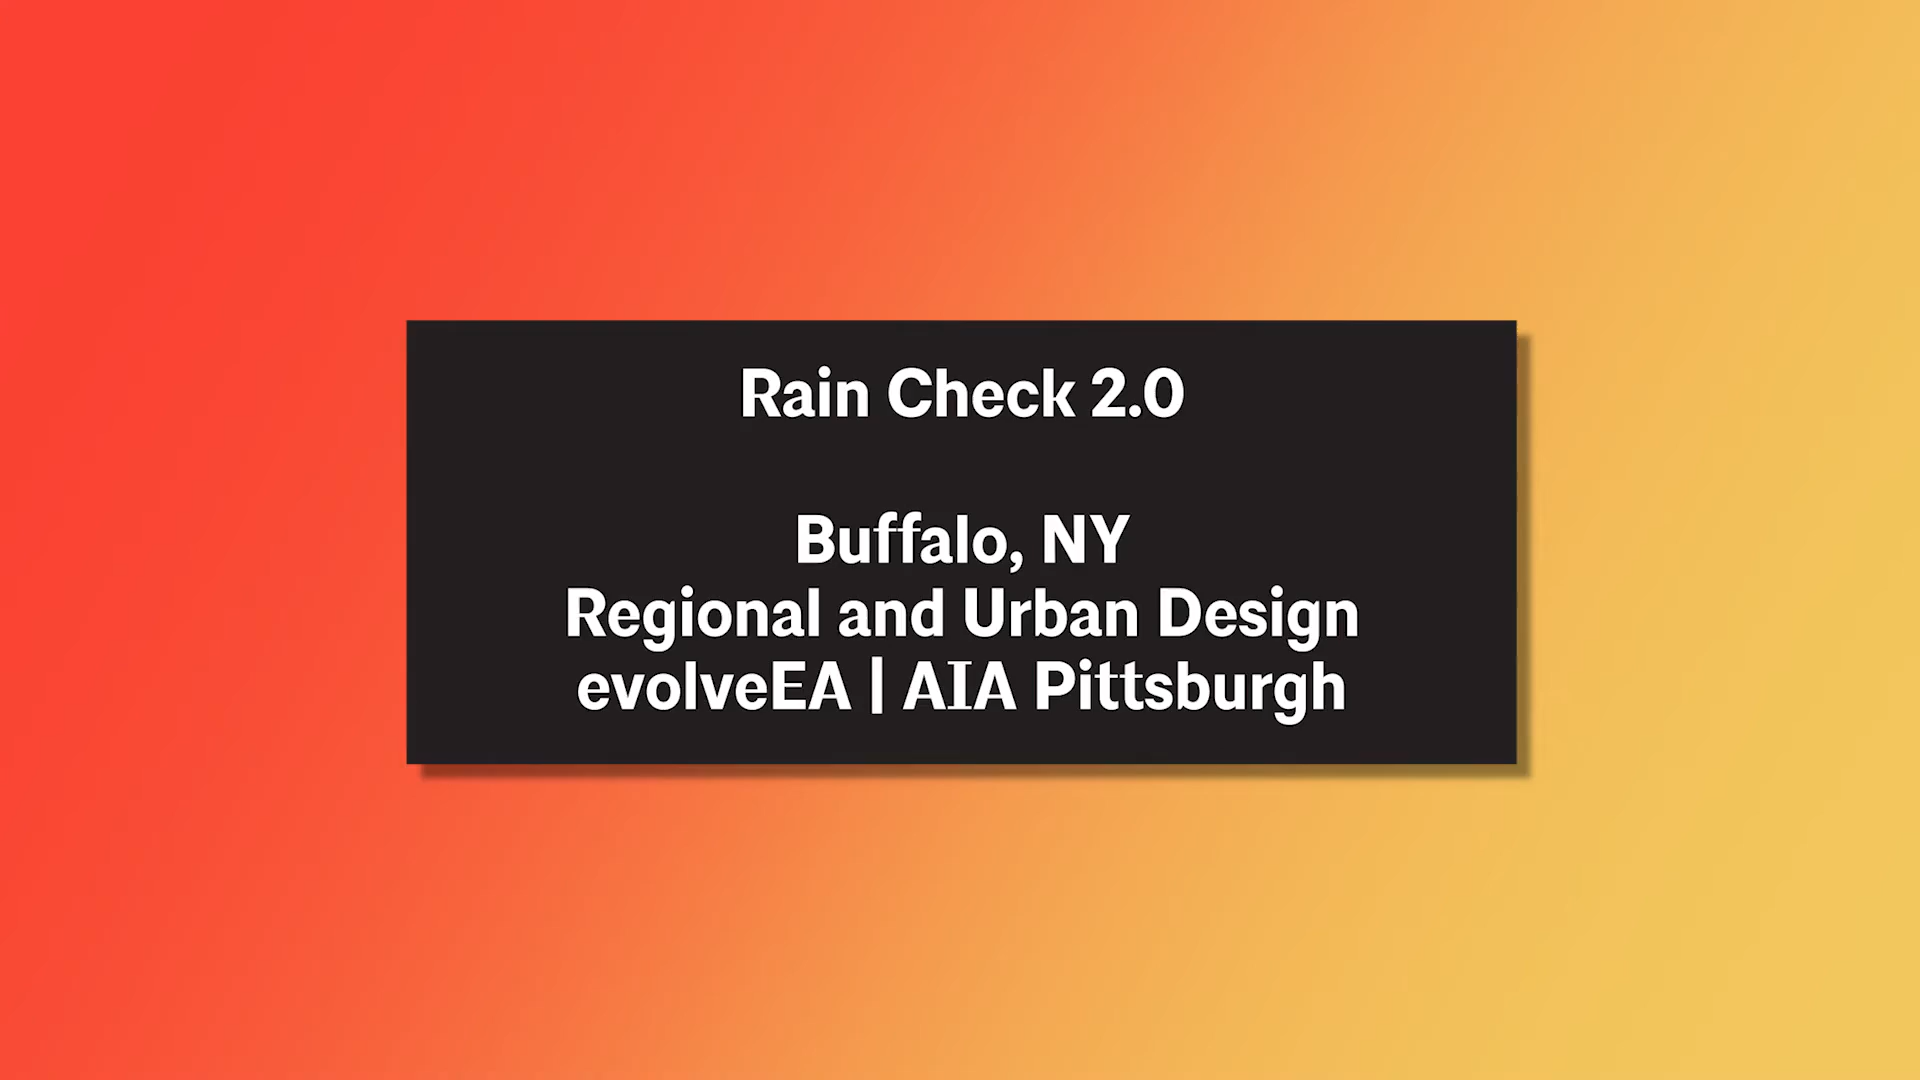 Rain Check 2.0
Buffalo, NY
Regional and Urban Design
evolveEA | AIA Pittsburgh